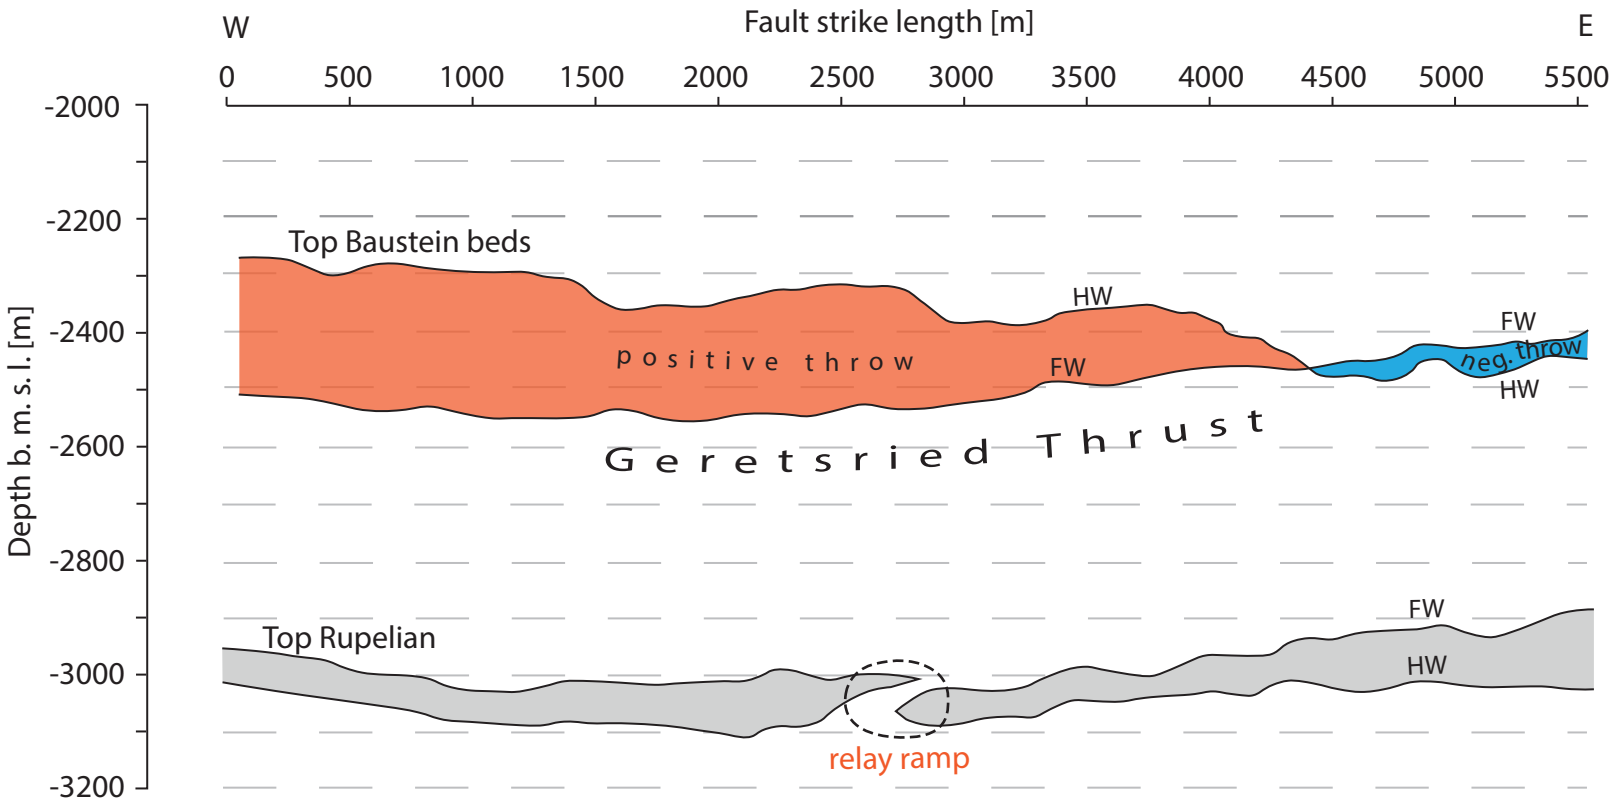 W
Fault strike length [m]
E
0 500 1000 1500 2000 2500 3000 3500 4000 4500 5000 5500
-2000
-2200
Top Baustein beds
HW
FW
-2400
positive throw
FW
neg. throw
HW
Geretsried Thrust
-2600
Depth b. m. s. l. [m]
-2800
FW
Top Rupelian
HW
-3000
relay ramp
-3200